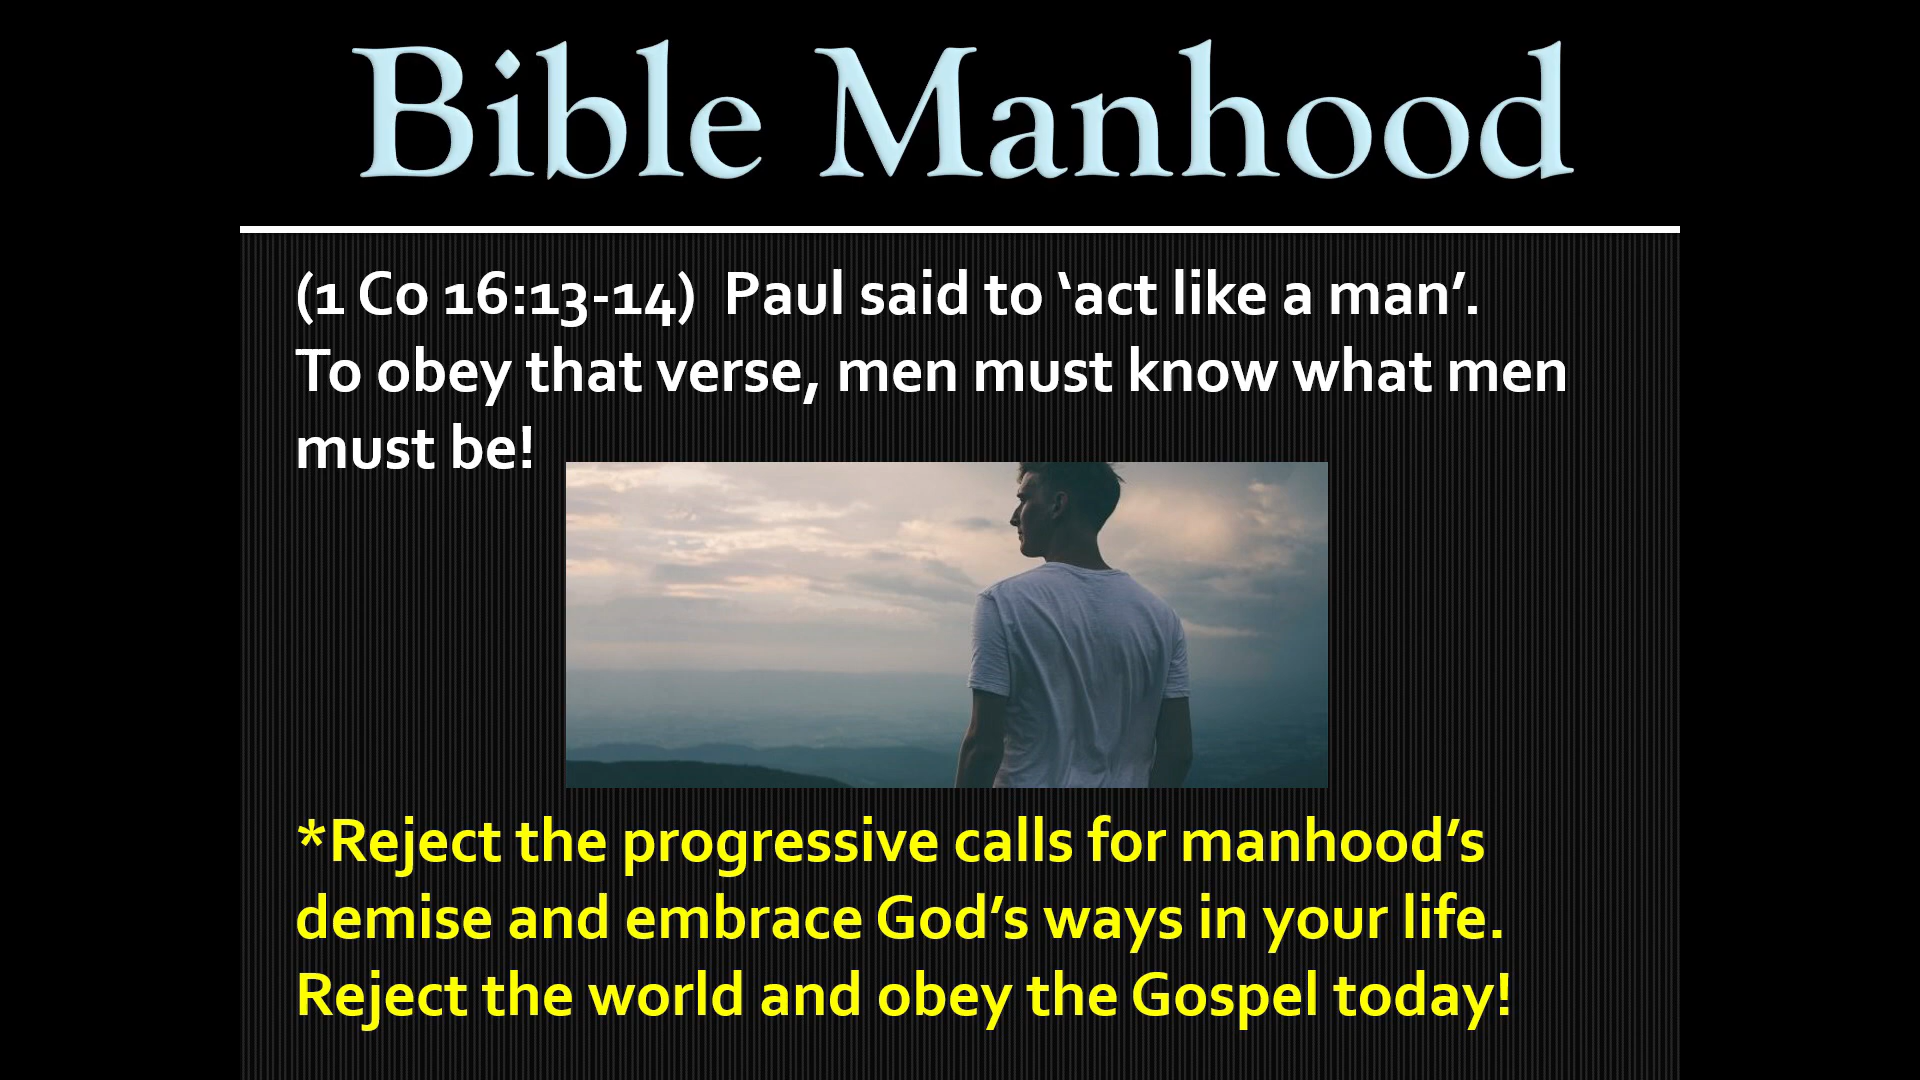 Bible Manhood
(1 Co 16:13-14)  Paul said to ‘act like a man’.
To obey that verse, men must know what men
must be!
*Reject the progressive calls for manhood’s
demise and embrace God’s ways in your life.
Reject the world and obey the Gospel today!